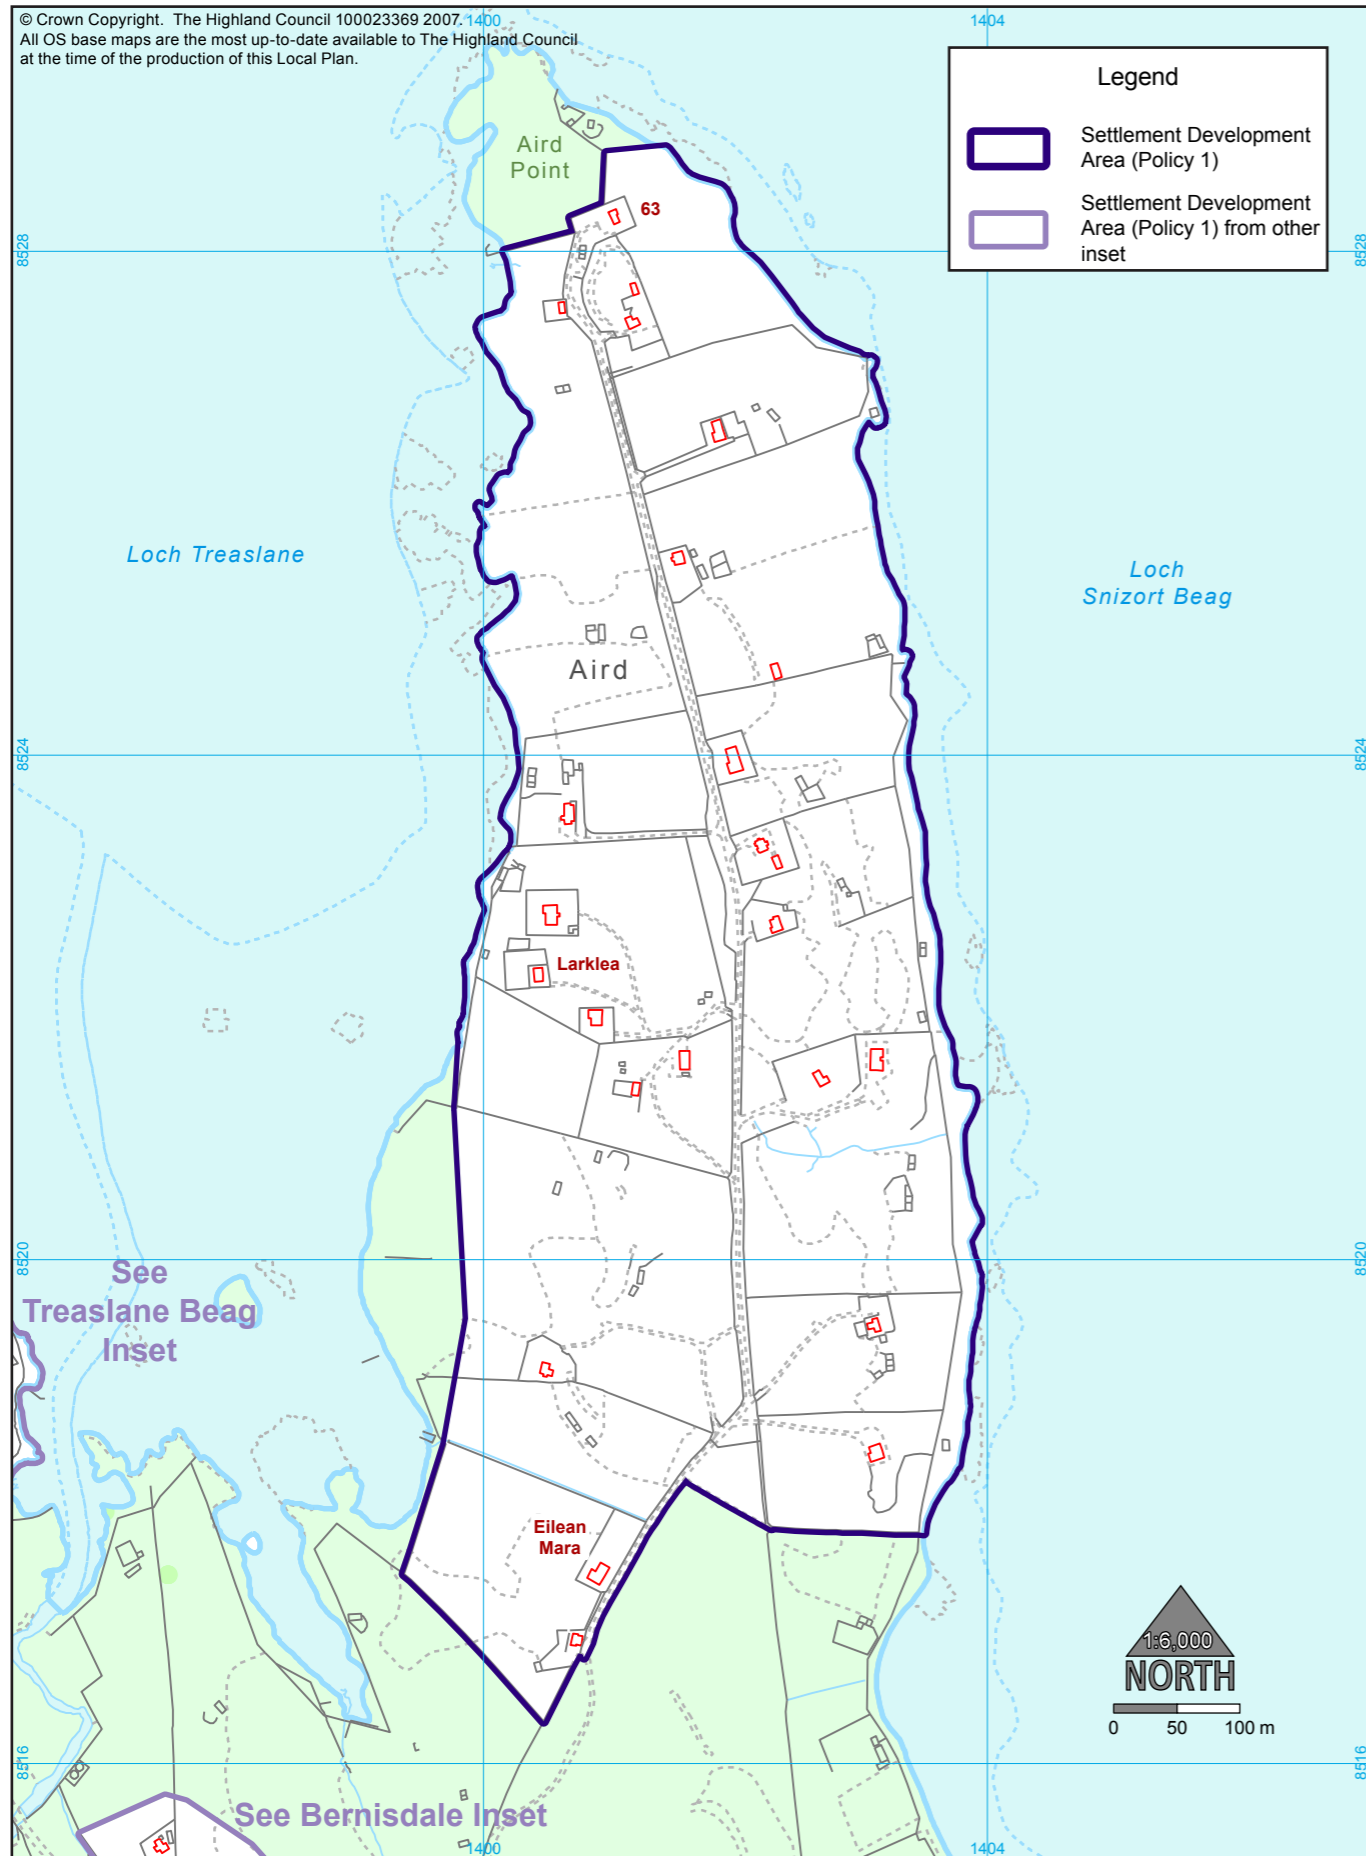 © Crown Copyright. The Highland Council 100023369 2007.
All OS base maps are the most up-to-date available to The Highland Council
at the time of the production of this Local Plan.
1400
1404
Legend
Settlement Development
Area (Policy 1)
Settlement Development
Area (Policy 1) from other
inset
Aird
Point
63
8528
8528
Loch Treaslane
Loch
Snizort Beag
Aird
8524
8524
Larklea
8520
8520
See
Treaslane Beag
Inset
Eilean
Mara
1:6,000
NORTH
0 50 100 m
8516
8516
See Bernisdale Inset
1400
1404